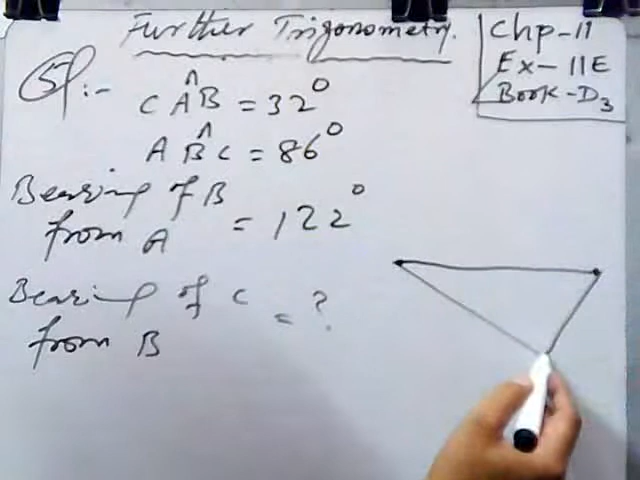 Further Trigonometry.
Chp-11
Ex-11E
Book-D3
Q5:-
CÂB = 32°
AB̂C = 86°
Bearing of B
from A = 122°
Bearing of C
from B = ?